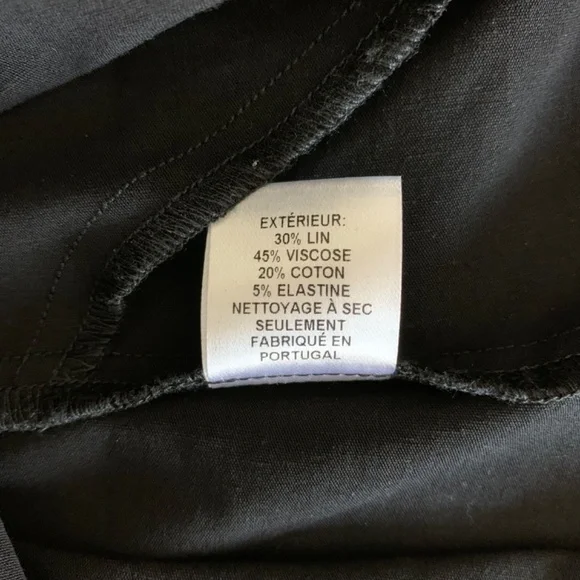 EXTÉRIEUR:
30% LIN
45% VISCOSE
20% COTON
5% ELASTINE
NETTOYAGE À SEC
SEULEMENT
FABRIQUÉ EN
PORTUGAL